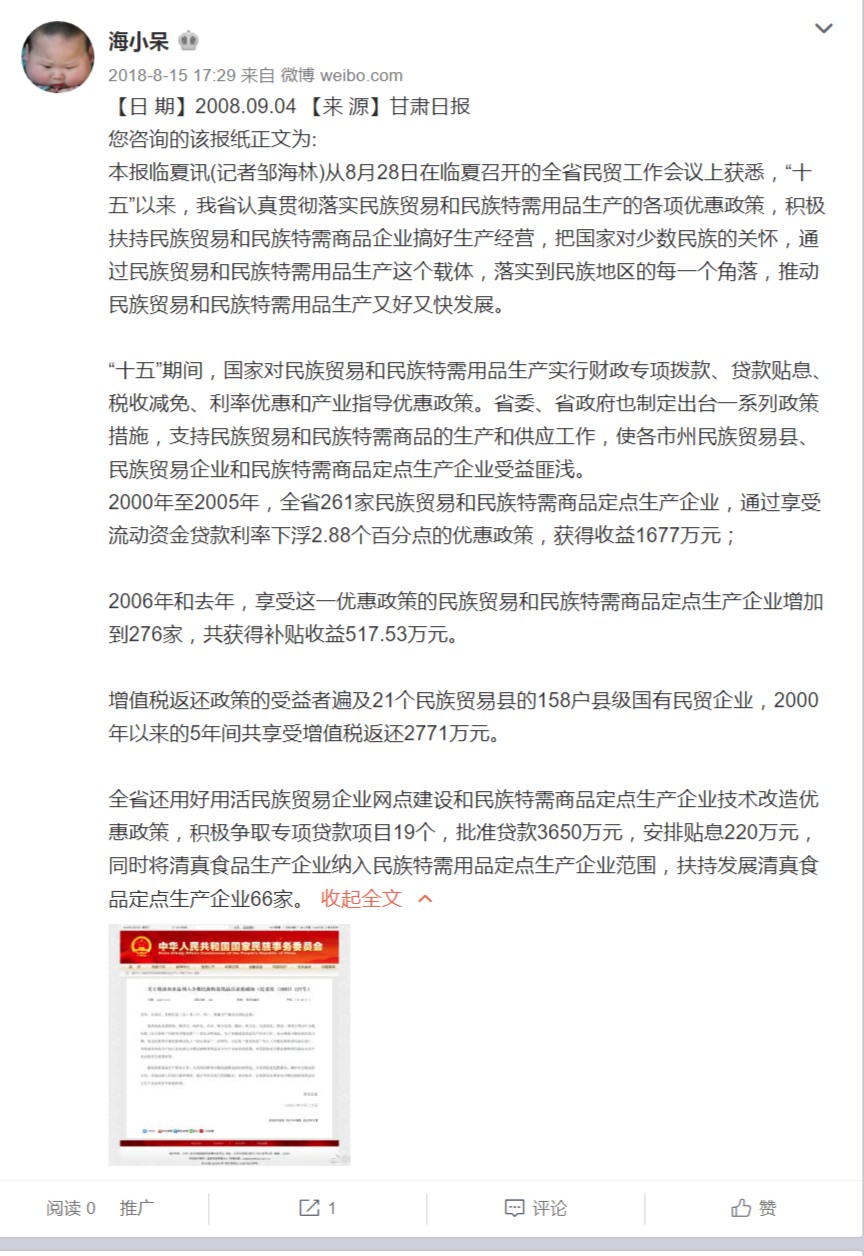 海小呆
2018-8-15 17:29 来自 微博 weibo.com
【日 期】2008.09.04 【来 源】甘肃日报
您咨询的该报纸正文为:
本报临夏讯(记者邹海林)从8月28日在临夏召开的全省民贸工作会议上获悉，“十
五”以来，我省认真贯彻落实民族贸易和民族特需用品生产的各项优惠政策，积极
扶持民族贸易和民族特需商品企业搞好生产经营，把国家对少数民族的关怀，通
过民族贸易和民族特需用品生产这个载体，落实到民族地区的每一个角落，推动
民族贸易和民族特需用品生产又好又快发展。
“十五”期间，国家对民族贸易和民族特需用品生产实行财政专项拨款、贷款贴息、
税收减免、利率优惠和产业指导优惠政策。省委、省政府也制定出台一系列政策
措施，支持民族贸易和民族特需商品的生产和供应工作，使各市州民族贸易县、
民族贸易企业和民族特需商品定点生产企业受益匪浅。
2000年至2005年，全省261家民族贸易和民族特需商品定点生产企业，通过享受
流动资金贷款利率下浮2.88个百分点的优惠政策，获得收益1677万元；
2006年和去年，享受这一优惠政策的民族贸易和民族特需商品定点生产企业增加
到276家，共获得补贴收益517.53万元。
增值税返还政策的受益者遍及21个民族贸易县的158户县级国有民贸企业，2000
年以来的5年间共享受增值税返还2771万元。
全省还用好用活民族贸易企业网点建设和民族特需商品定点生产企业技术改造优
惠政策，积极争取专项贷款项目19个，批准贷款3650万元，安排贴息220万元，
同时将清真食品生产企业纳入民族特需用品定点生产企业范围，扶持发展清真食
品定点生产企业66家。 收起全文
中华人民共和国国家民族事务委员会
阅读 0 推广 1 评论 赞